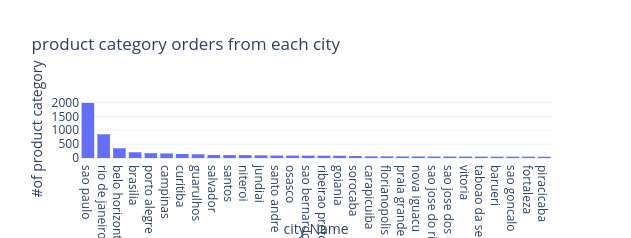 product category orders from each city
#of product category
2000
1500
1000
500
0
sao paulo
rio de janeiro
belo horizont
brasilia
porto alegre
campinas
curitiba
guarulhos
salvador
santos
niteroi
jundiai
santo andre
osasco
sao bernard
ribeirao pre
goiania
sorocaba
carapicuiba
florianopolis
praia grande
nova iguacu
sao jose do ri
sao jose dos
vitoria
taboao da se
barueri
sao goncalo
fortaleza
piracicaba
city Name